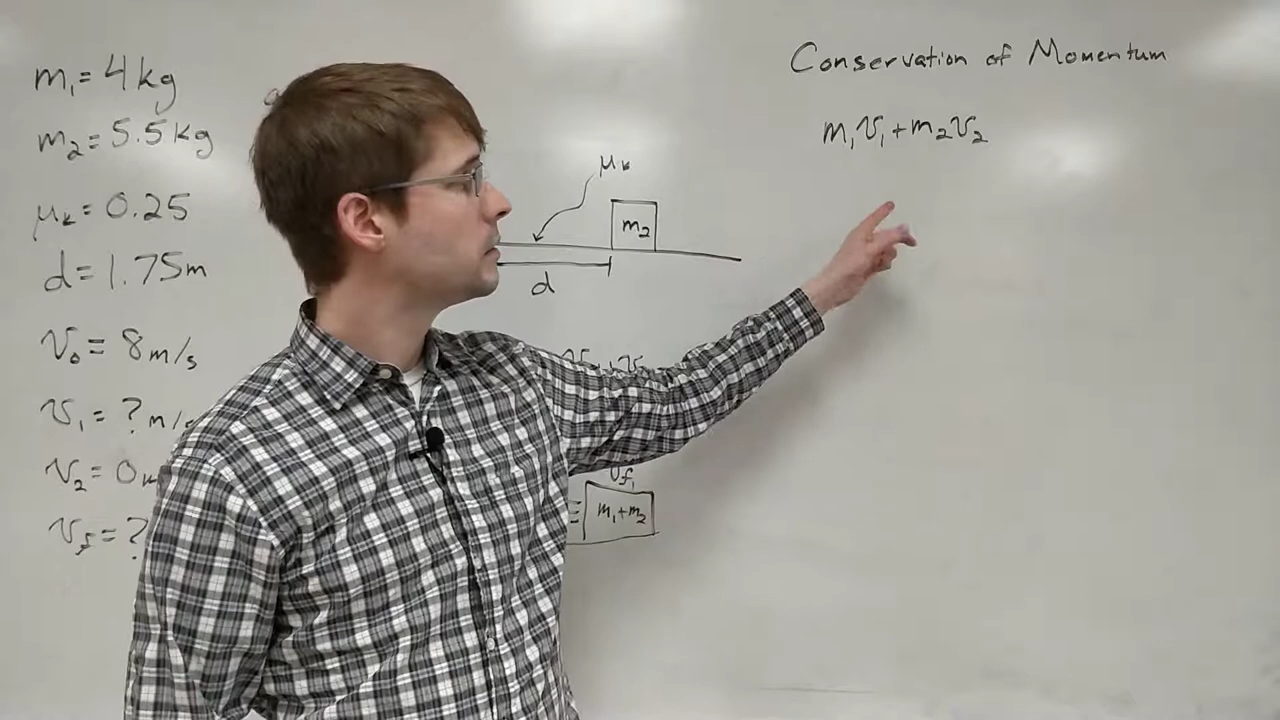 m₁ = 4 kg
m₂ = 5.5 kg
μₖ = 0.25
d = 1.75 m
v₀ = 8 m/s
v₁ = ? m/s
v₂ = 0
v_f = ?
μₖ
m₂
d
m₁+m₂
Conservation of Momentum
m₁v₁ + m₂v₂